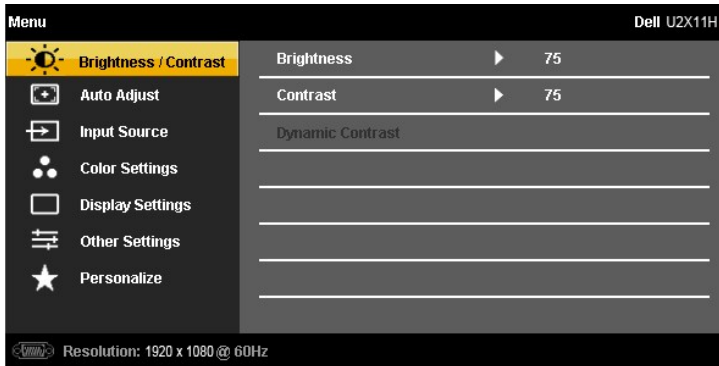 Menu
Dell U2X11H
Brightness / Contrast
Auto Adjust
Input Source
Color Settings
Display Settings
Other Settings
Personalize
Brightness 75
Contrast 75
Dynamic Contrast
Resolution: 1920 x 1080 @ 60Hz